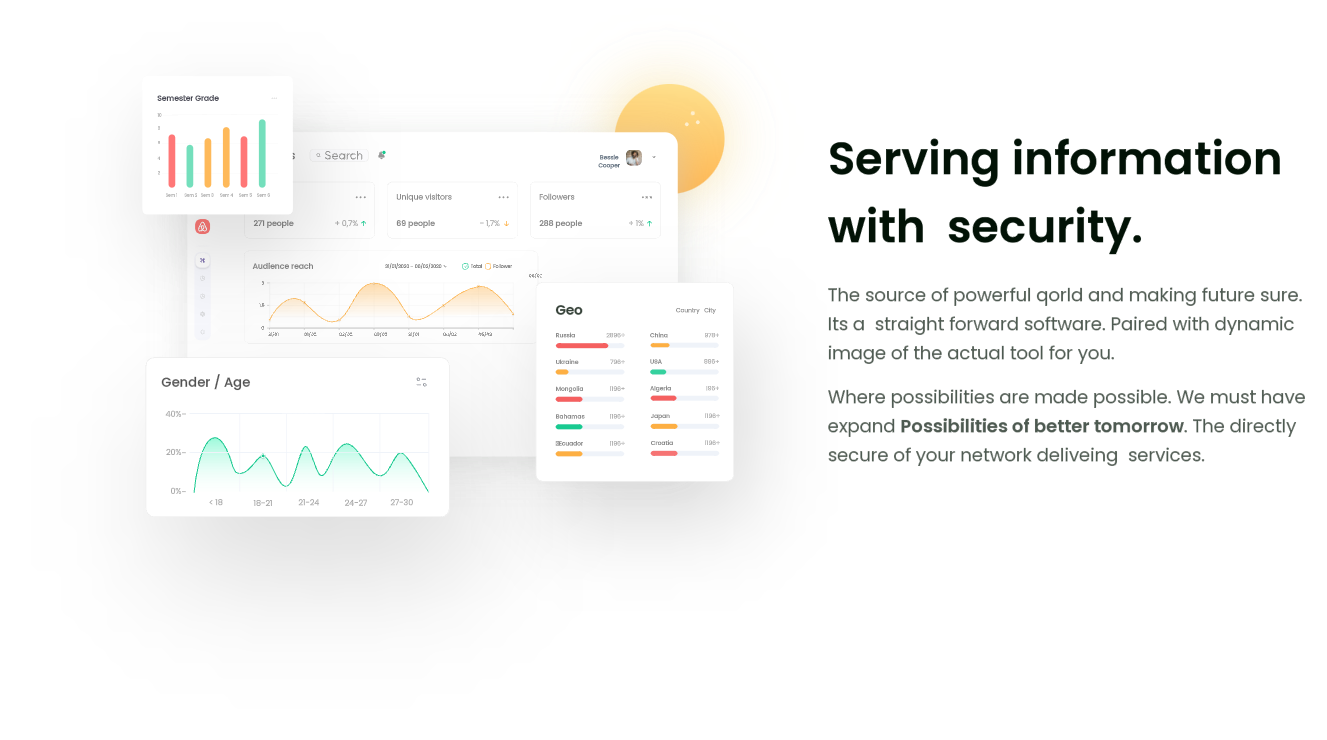 Semester Grade
10
8
6
4
2
Sem 1 Sem 2 Sem 3 Sem 4 Sem 5 Sem 6
s
Search
Bessie
Cooper
271 people
+ 0,7%
Unique visitors
69 people
- 1,7%
Followers
288 people
+ 1%
Audience reach
Total
Follower
Geo
Country City
Russia
China
Ukraine
USA
Mongolia
Algeria
Bahamas
Japan
Ecuador
Croatia
Gender / Age
40%-
20%-
0%-
< 18 18-21 21-24 24-27 27-30
Serving information
with security.
The source of powerful qorld and making future sure.
Its a straight forward software. Paired with dynamic
image of the actual tool for you.
Where possibilities are made possible. We must have
expand Possibilities of better tomorrow. The directly
secure of your network deliveing services.